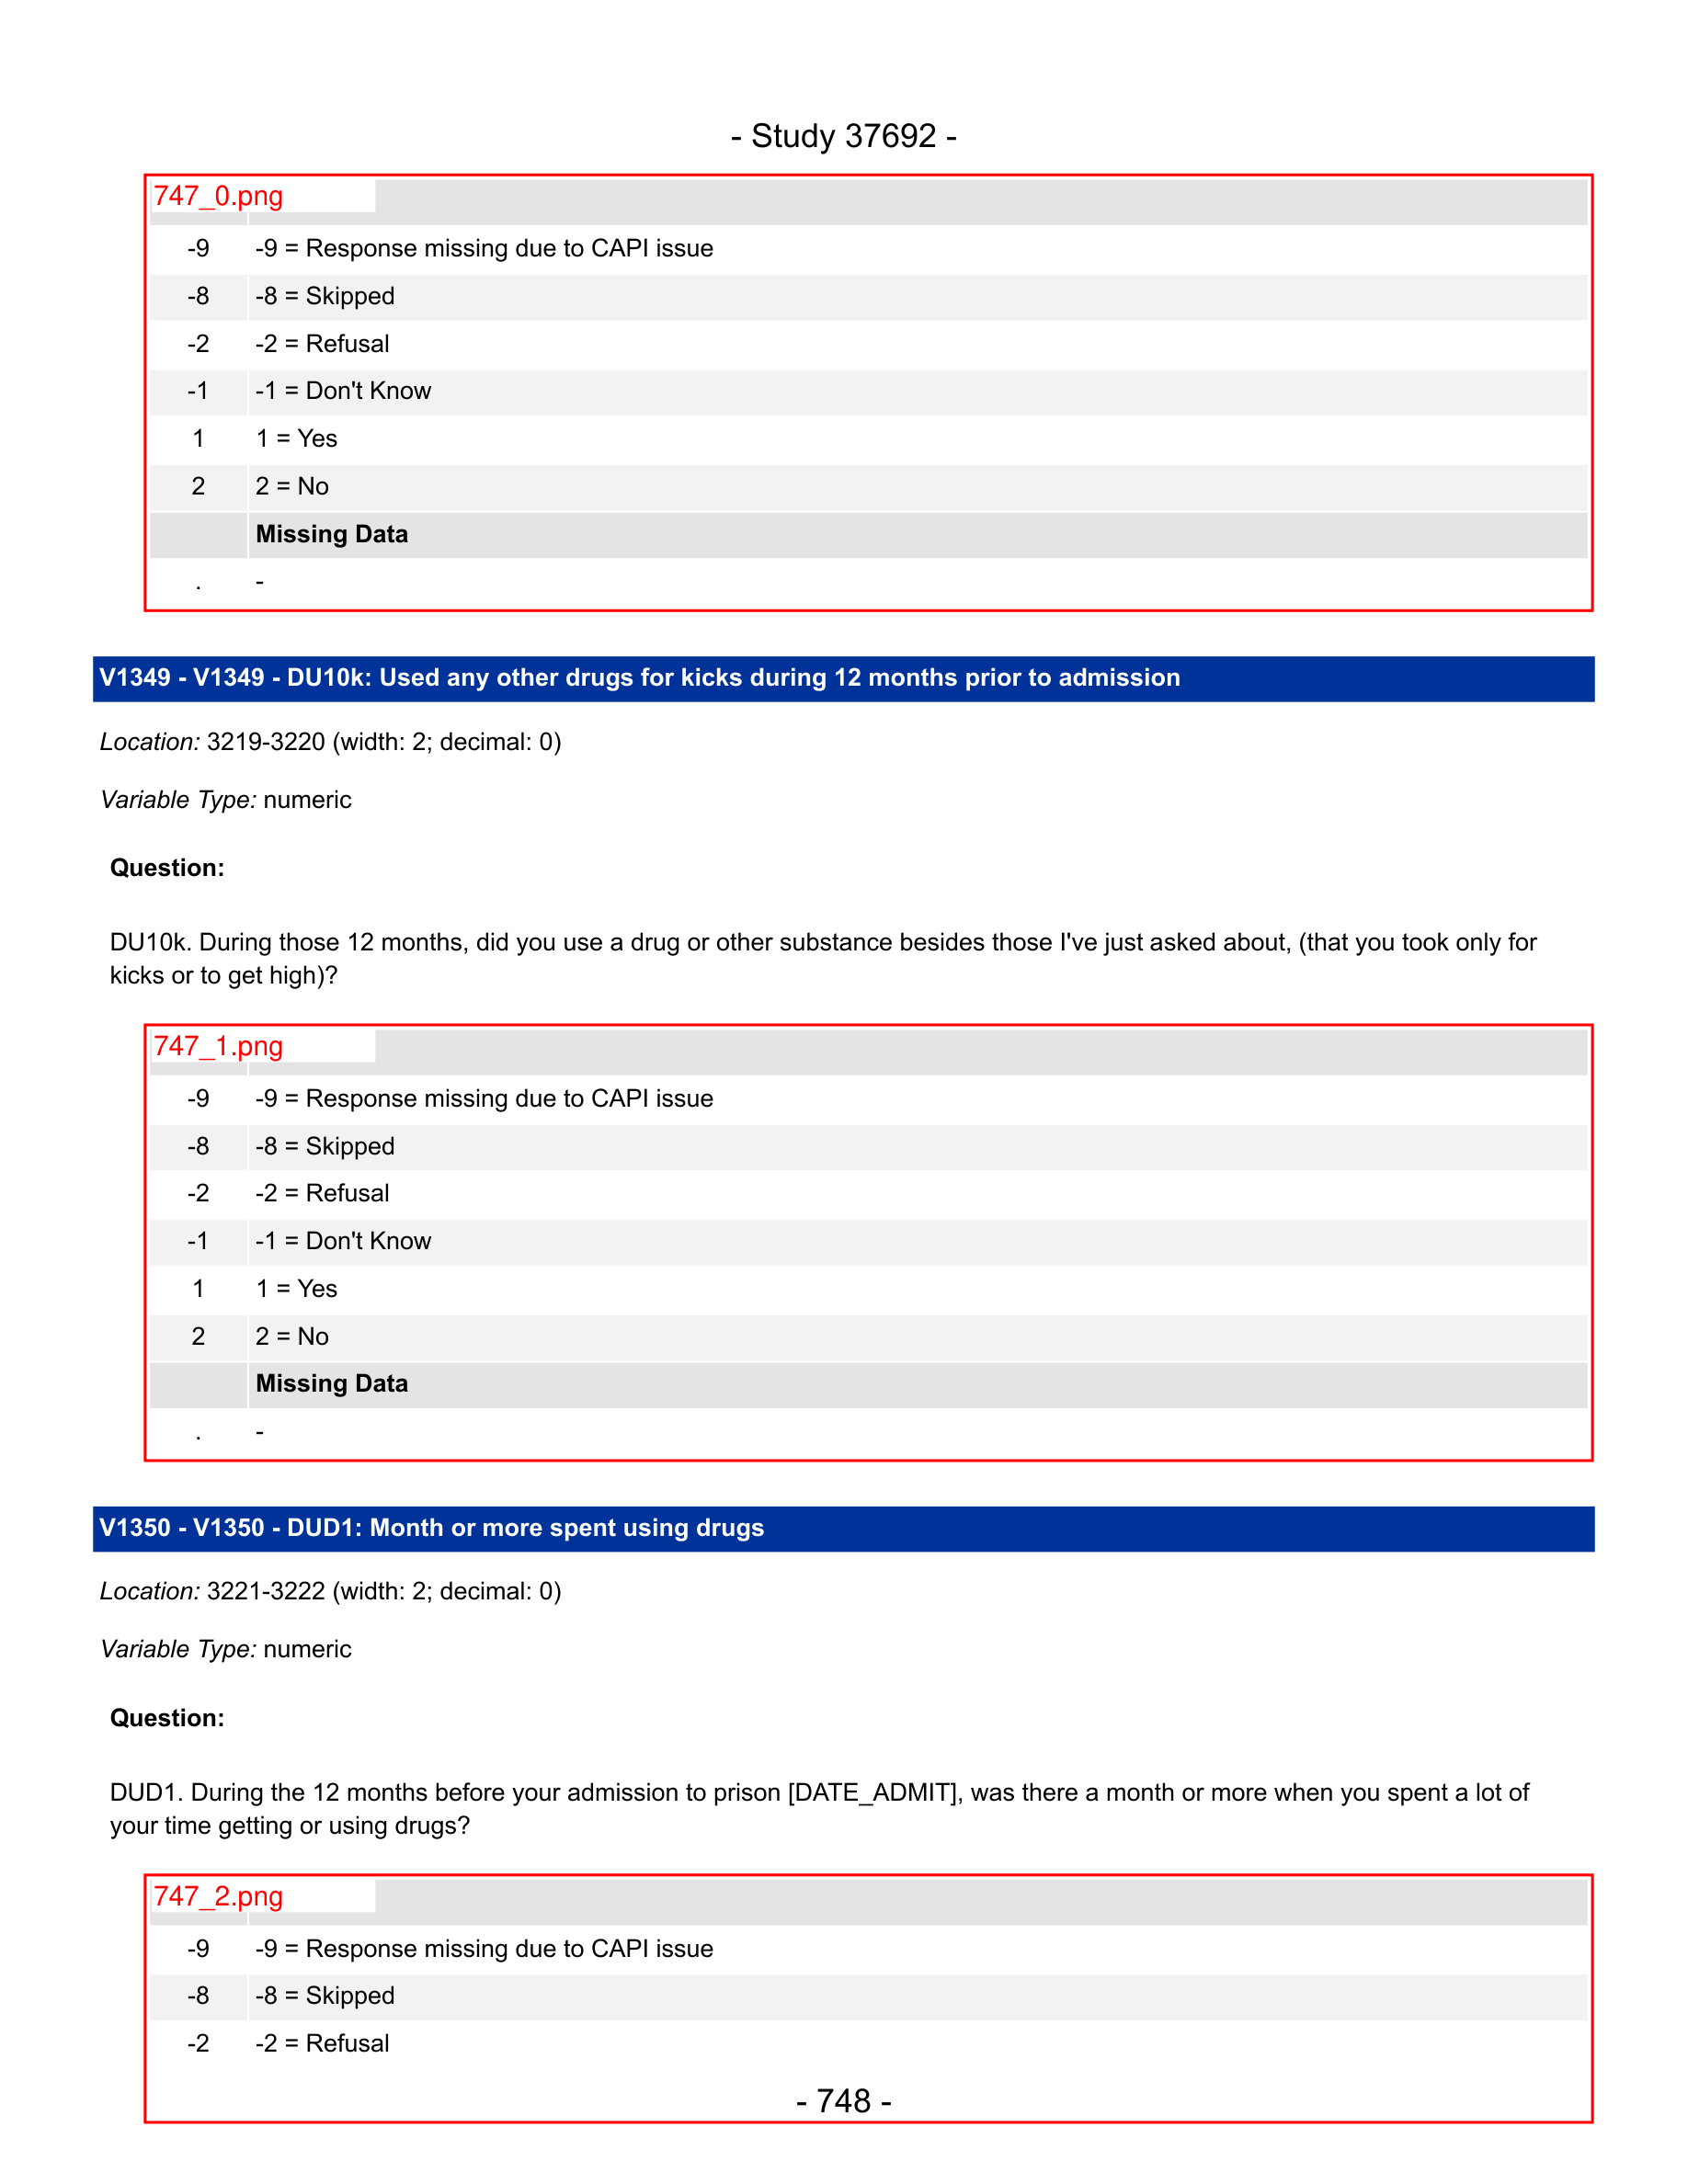 - Study 37692 -
747_0.png
-9 -9 = Response missing due to CAPI issue
-8 -8 = Skipped
-2 -2 = Refusal
-1 -1 = Don't Know
1 1 = Yes
2 2 = No
Missing Data
. -
V1349 - V1349 - DU10k: Used any other drugs for kicks during 12 months prior to admission
Location: 3219-3220 (width: 2; decimal: 0)
Variable Type: numeric
Question:
DU10k. During those 12 months, did you use a drug or other substance besides those I've just asked about, (that you took only for
kicks or to get high)?
747_1.png
-9 -9 = Response missing due to CAPI issue
-8 -8 = Skipped
-2 -2 = Refusal
-1 -1 = Don't Know
1 1 = Yes
2 2 = No
Missing Data
. -
V1350 - V1350 - DUD1: Month or more spent using drugs
Location: 3221-3222 (width: 2; decimal: 0)
Variable Type: numeric
Question:
DUD1. During the 12 months before your admission to prison [DATE_ADMIT], was there a month or more when you spent a lot of
your time getting or using drugs?
747_2.png
-9 -9 = Response missing due to CAPI issue
-8 -8 = Skipped
-2 -2 = Refusal
- 748 -